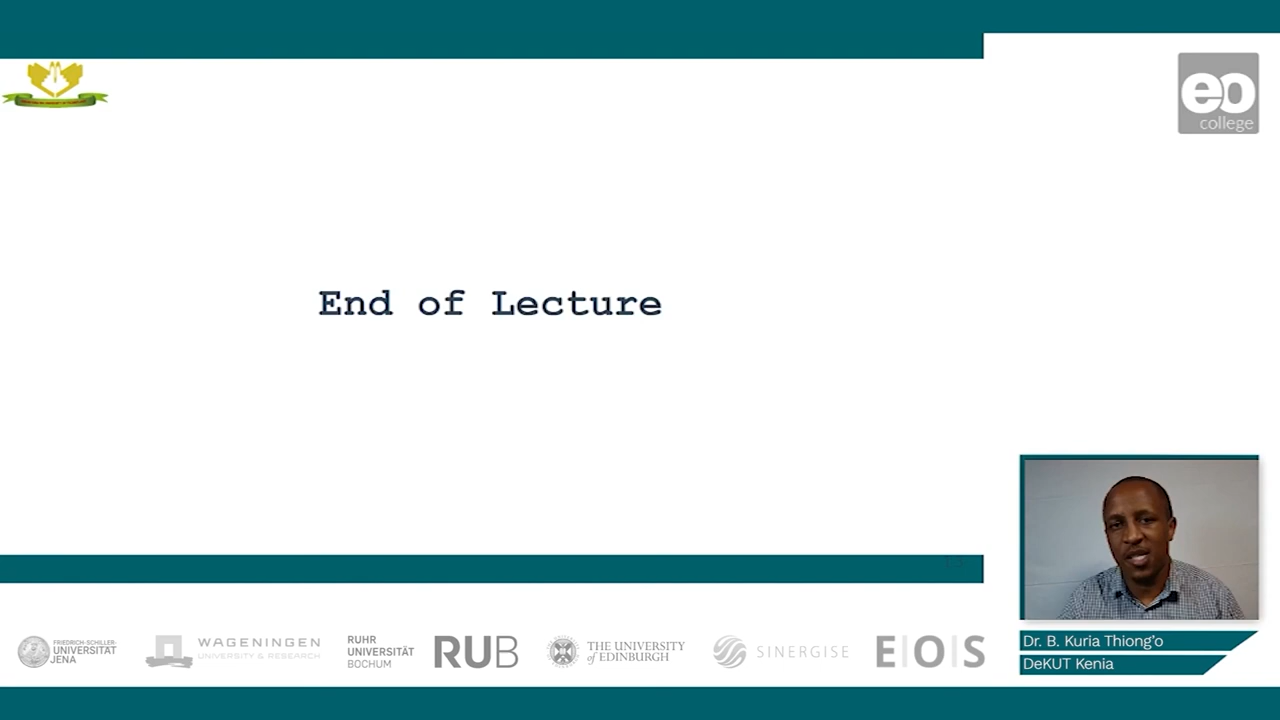 eo
college
End of Lecture
13
FRIEDRICH-SCHILLER-
UNIVERSITÄT
JENA
WAGENINGEN
UNIVERSITY & RESEARCH
RUHR
UNIVERSITÄT
BOCHUM
RUB
THE UNIVERSITY
of EDINBURGH
SINERGISE
E|O|S
Dr. B. Kuria Thiong'o
DeKUT Kenia